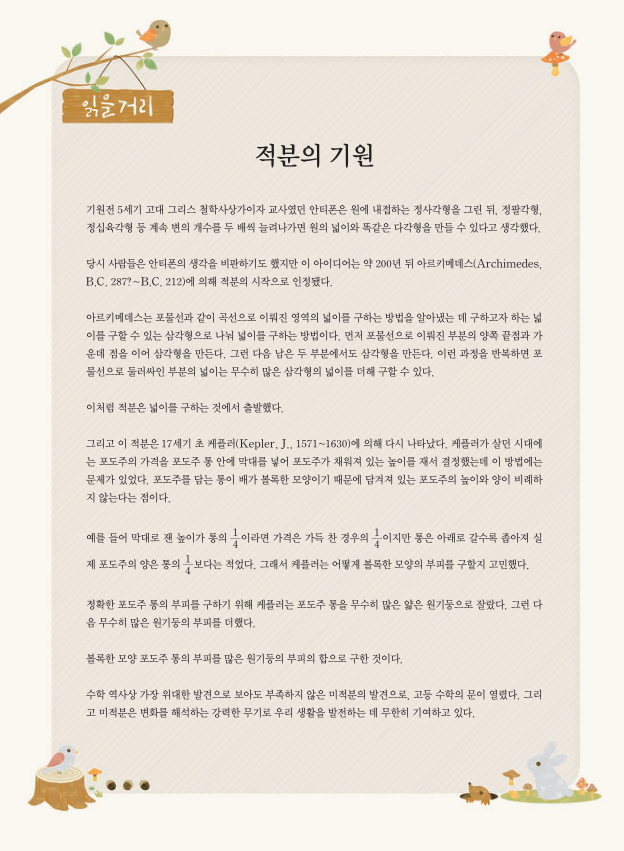 읽을거리
적분의 기원
기원전 5세기 고대 그리스 철학사상가이자 교사였던 안티폰은 원에 내접하는 정사각형을 그린 뒤, 정팔각형,
정십육각형 등 계속 변의 개수를 두 배씩 늘려나가면 원의 넓이와 똑같은 다각형을 만들 수 있다고 생각했다.
당시 사람들은 안티폰의 생각을 비판하기도 했지만 이 아이디어는 약 200년 뒤 아르키메데스(Archimedes,
B.C. 287?~B.C. 212)에 의해 적분의 시작으로 인정됐다.
아르키메데스는 포물선과 같이 곡선으로 이뤄진 영역의 넓이를 구하는 방법을 알아냈는 데 구하고자 하는 넓
이를 구할 수 있는 삼각형으로 나눠 넓이를 구하는 방법이다. 먼저 포물선으로 이뤄진 부분의 양쪽 끝점과 가
운데 점을 이어 삼각형을 만든다. 그런 다음 남은 두 부분에서도 삼각형을 만든다. 이런 과정을 반복하면 포
물선으로 둘러싸인 부분의 넓이는 무수히 많은 삼각형의 넓이를 더해 구할 수 있다.
이처럼 적분은 넓이를 구하는 것에서 출발했다.
그리고 이 적분은 17세기 초 케플러(Kepler, J., 1571~1630)에 의해 다시 나타났다. 케플러가 살던 시대에
는 포도주의 가격을 포도주 통 안에 막대를 넣어 포도주가 채워져 있는 높이를 재서 결정했는데 이 방법에는
문제가 있었다. 포도주를 담는 통이 배가 볼록한 모양이기 때문에 담겨져 있는 포도주의 높이와 양이 비례하
지 않는다는 점이다.
예를 들어 막대로 잰 높이가 통의 1/4이라면 가격은 가득 찬 경우의 1/4이지만 통은 아래로 갈수록 좁아져 실
제 포도주의 양은 통의 1/4보다는 적었다. 그래서 케플러는 어떻게 볼록한 모양의 부피를 구할지 고민했다.
정확한 포도주 통의 부피를 구하기 위해 케플러는 포도주 통을 무수히 많은 얇은 원기둥으로 잘랐다. 그런 다
음 무수히 많은 원기둥의 부피를 더했다.
볼록한 모양 포도주 통의 부피를 많은 원기둥의 부피의 합으로 구한 것이다.
수학 역사상 가장 위대한 발견으로 보아도 부족하지 않은 미적분의 발견으로, 고등 수학의 문이 열렸다. 그리
고 미적분은 변화를 해석하는 강력한 무기로 우리 생활을 발전하는 데 무한히 기여하고 있다.